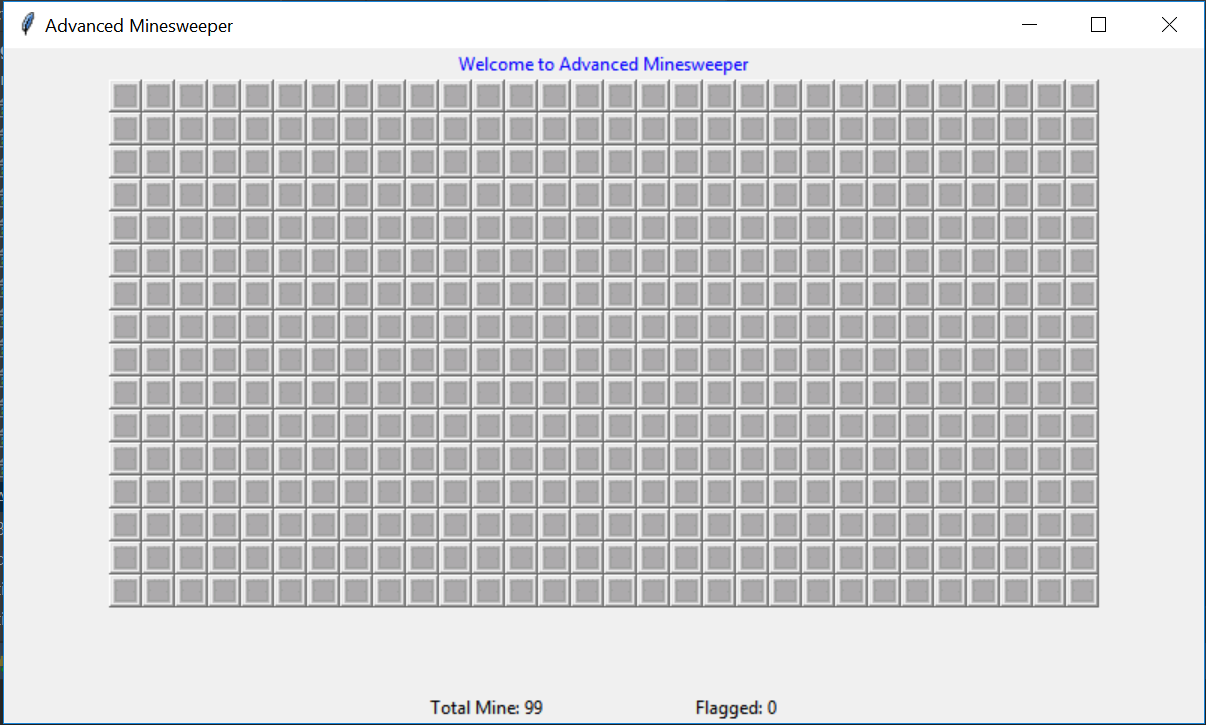 Advanced Minesweeper
Welcome to Advanced Minesweeper
Total Mine: 99 Flagged: 0